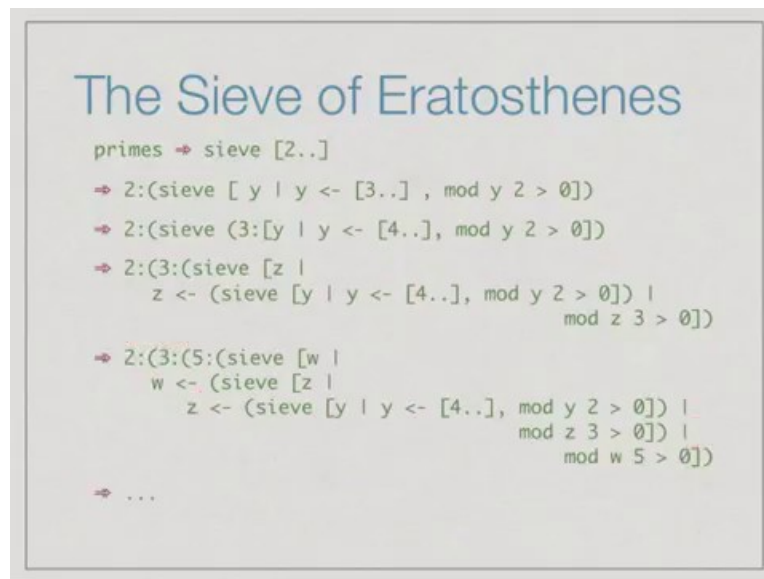 The Sieve of Eratosthenes
primes ⇒ sieve [2..]
⇒ 2:(sieve [ y | y <- [3..] , mod y 2 > 0])
⇒ 2:(sieve (3:[y | y <- [4..], mod y 2 > 0])
⇒ 2:(3:(sieve [z |
z <- (sieve [y | y <- [4..], mod y 2 > 0]) |
mod z 3 > 0])
⇒ 2:(3:(5:(sieve [w |
w <- (sieve [z |
z <- (sieve [y | y <- [4..], mod y 2 > 0]) |
mod z 3 > 0]) |
mod w 5 > 0])
⇒ ...